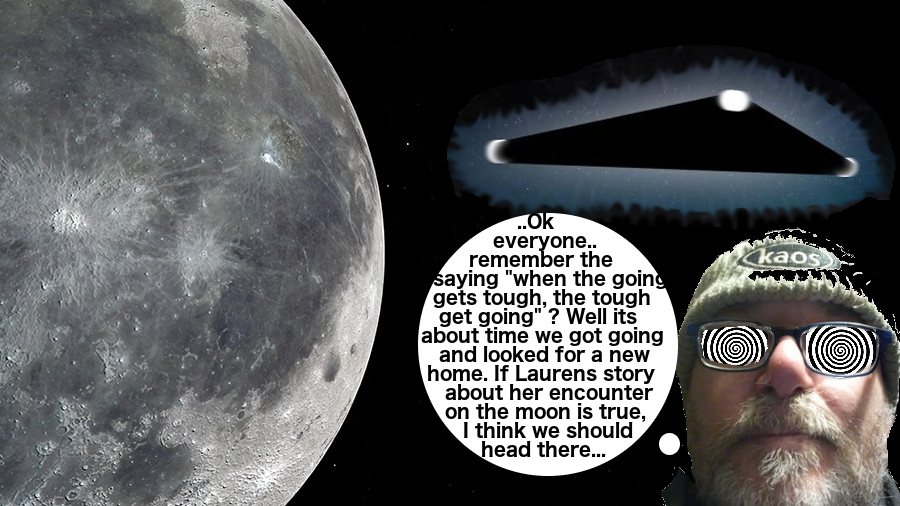 ..Ok
everyone..
remember the
saying "when the going
gets tough, the tough
get going" ? Well its
about time we got going
and looked for a new
home. If Laurens story
about her encounter
on the moon is true,
I think we should
head there...
kaos